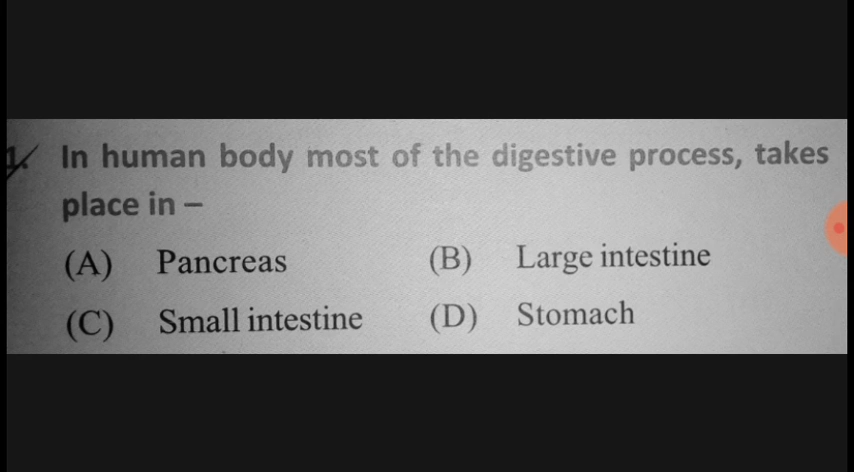 1. In human body most of the digestive process, takes
place in –
(A) Pancreas (B) Large intestine
(C) Small intestine (D) Stomach